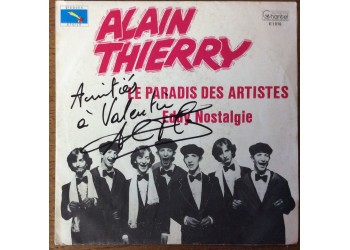 ALAIN
THIERRY
LE PARADIS DES ARTISTES
Eddy Nostalgie
Amitiés
à Valentin